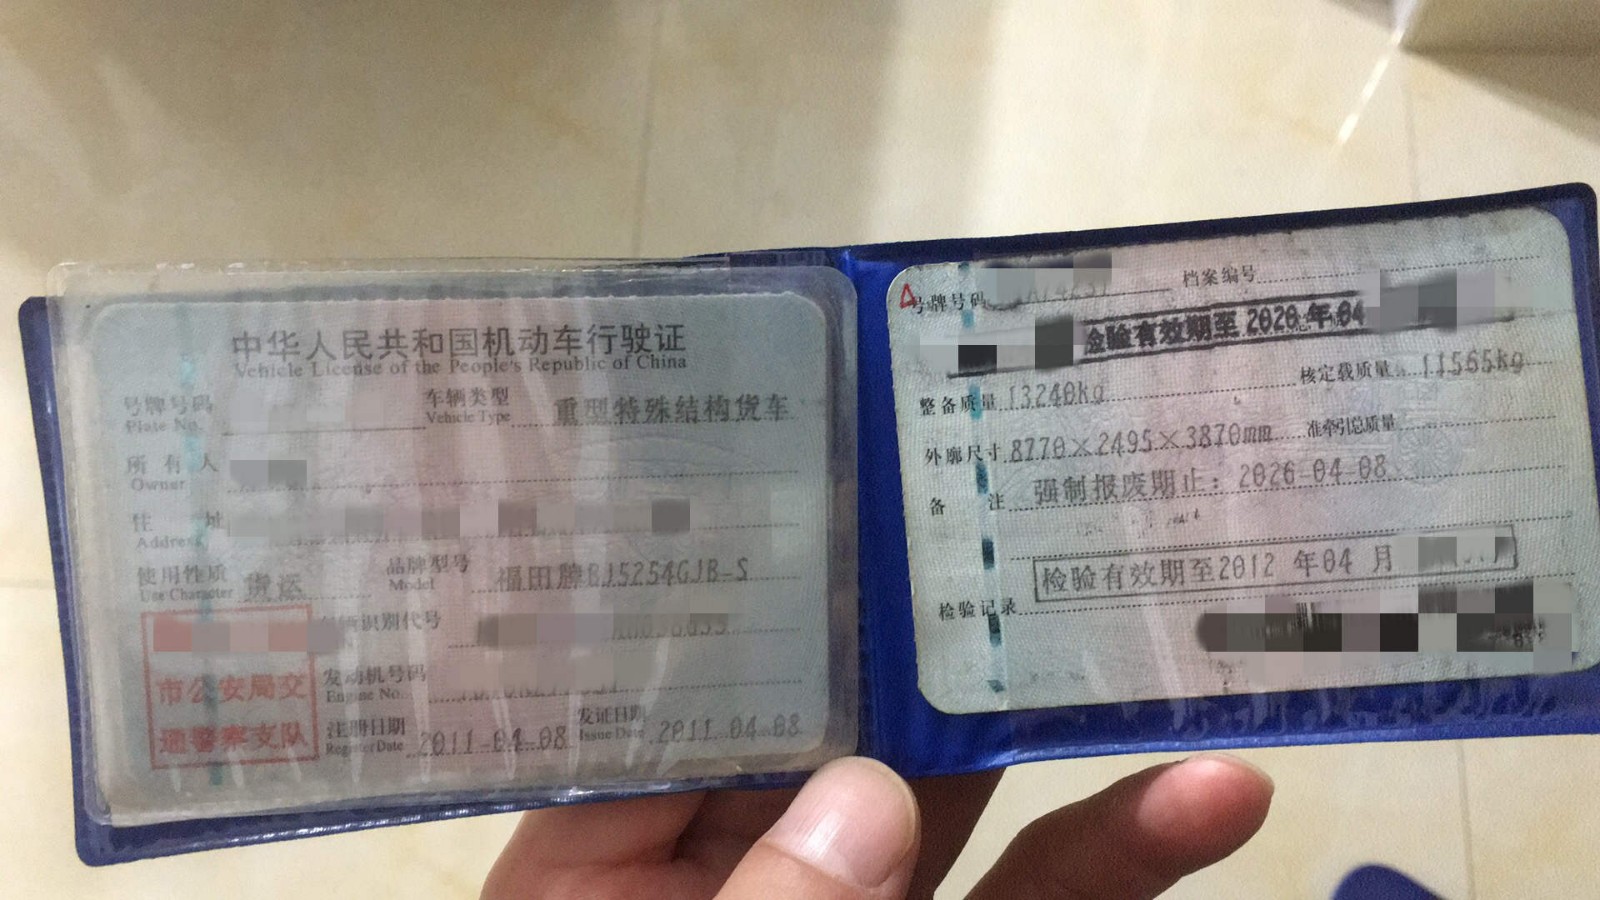 中华人民共和国机动车行驶证
Vehicle License of the People's Republic of China
号牌号码
Plate No.
车辆类型
Vehicle Type
重型特殊结构货车
所有人
Owner
住址
Address
使用性质
Use Character
货运
品牌型号
Model
福田牌BJ5254GJB-S
识别代号
市公安局交
通警察支队
发动机号码
Engine No.
注册日期
Register Date
2011-04-08
发证日期
Issue Date
2011-04-08
号牌号码
档案编号
检验有效期至2020年04
整备质量 13240kg
核定载质量 11565kg
外廓尺寸 8770×2495×3870mm
准牵引总质量
备注 强制报废期止：2026-04-08
检验有效期至2012年04月
检验记录